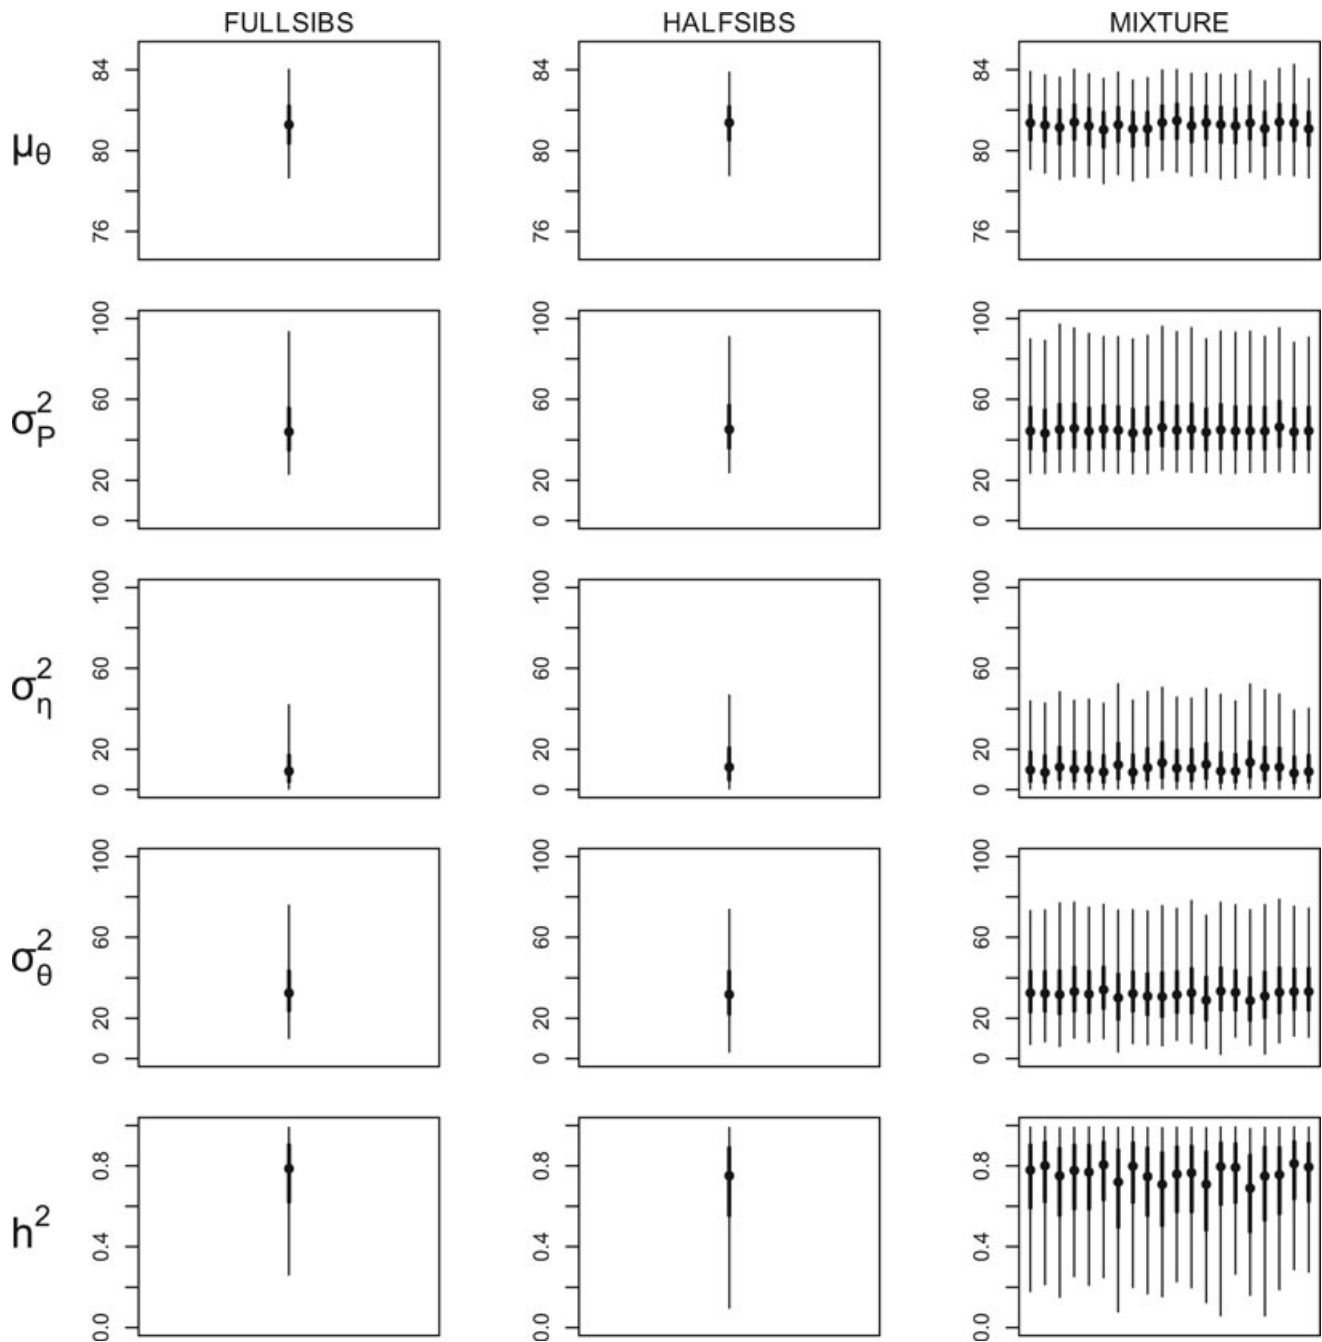 FULLSIBS HALFSIBS MIXTURE
μθ 76 80 84 76 80 84 76 80 84
σ²P 0 20 60 100 0 20 60 100 0 20 60 100
σ²η 0 20 60 100 0 20 60 100 0 20 60 100
σ²θ 0 20 60 100 0 20 60 100 0 20 60 100
h² 0.0 0.4 0.8 0.0 0.4 0.8 0.0 0.4 0.8